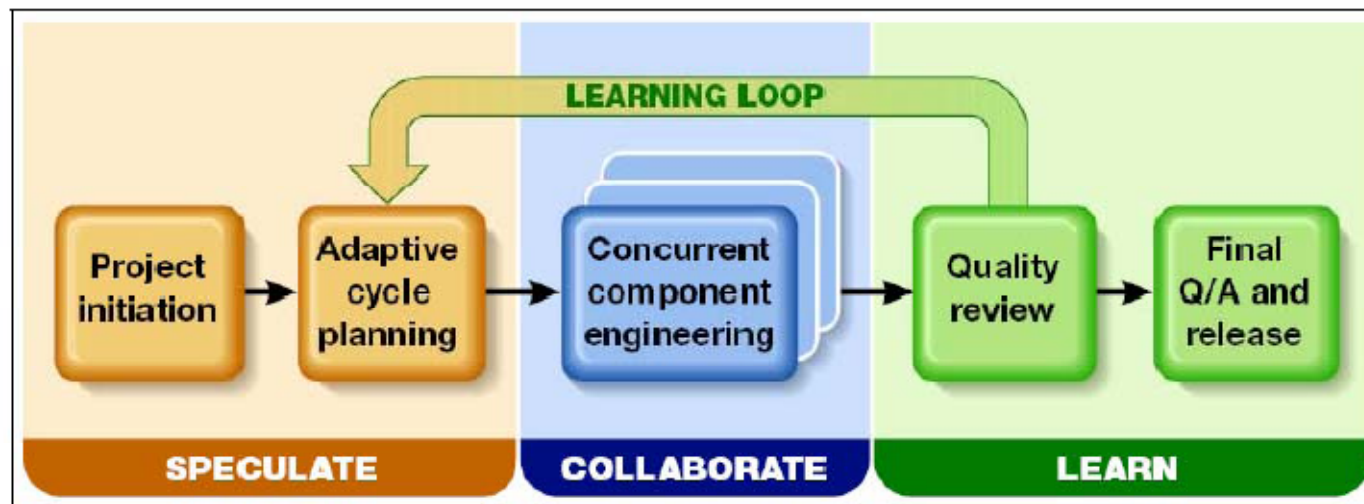 LEARNING LOOP
Project
initiation
Adaptive
cycle
planning
Concurrent
component
engineering
Quality
review
Final
Q/A and
release
SPECULATE
COLLABORATE
LEARN